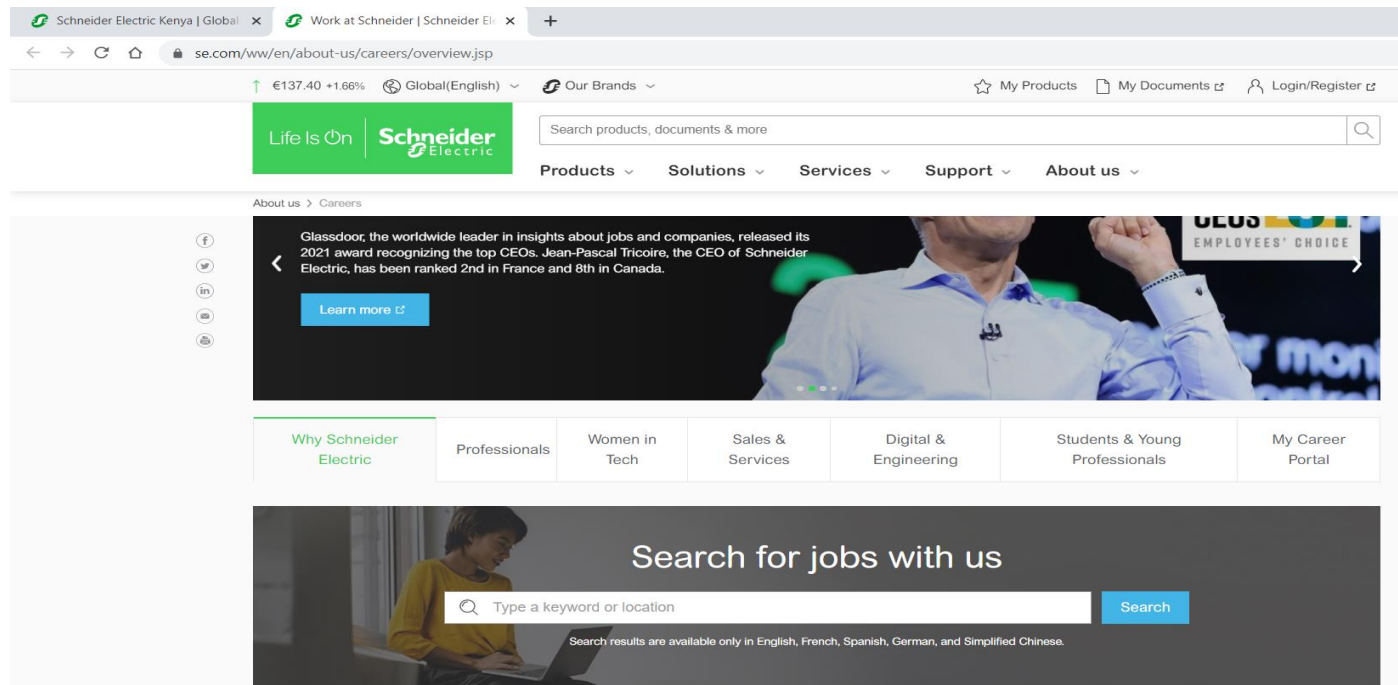 Schneider Electric Kenya | Global
Work at Schneider | Schneider Ele
se.com/ww/en/about-us/careers/overview.jsp
€137.40 +1.66% Global(English) Our Brands My Products My Documents Login/Register
Life Is On Schneider Electric
Search products, documents & more
Products Solutions Services Support About us
About us > Careers
CEOS
EMPLOYEES' CHOICE
Glassdoor, the worldwide leader in insights about jobs and companies, released its
2021 award recognizing the top CEOs. Jean-Pascal Tricoire, the CEO of Schneider
Electric, has been ranked 2nd in France and 8th in Canada.
Learn more
Why Schneider
Electric
Professionals
Women in
Tech
Sales &
Services
Digital &
Engineering
Students & Young
Professionals
My Career
Portal
Search for jobs with us
Type a keyword or location
Search
Search results are available only in English, French, Spanish, German, and Simplified Chinese.